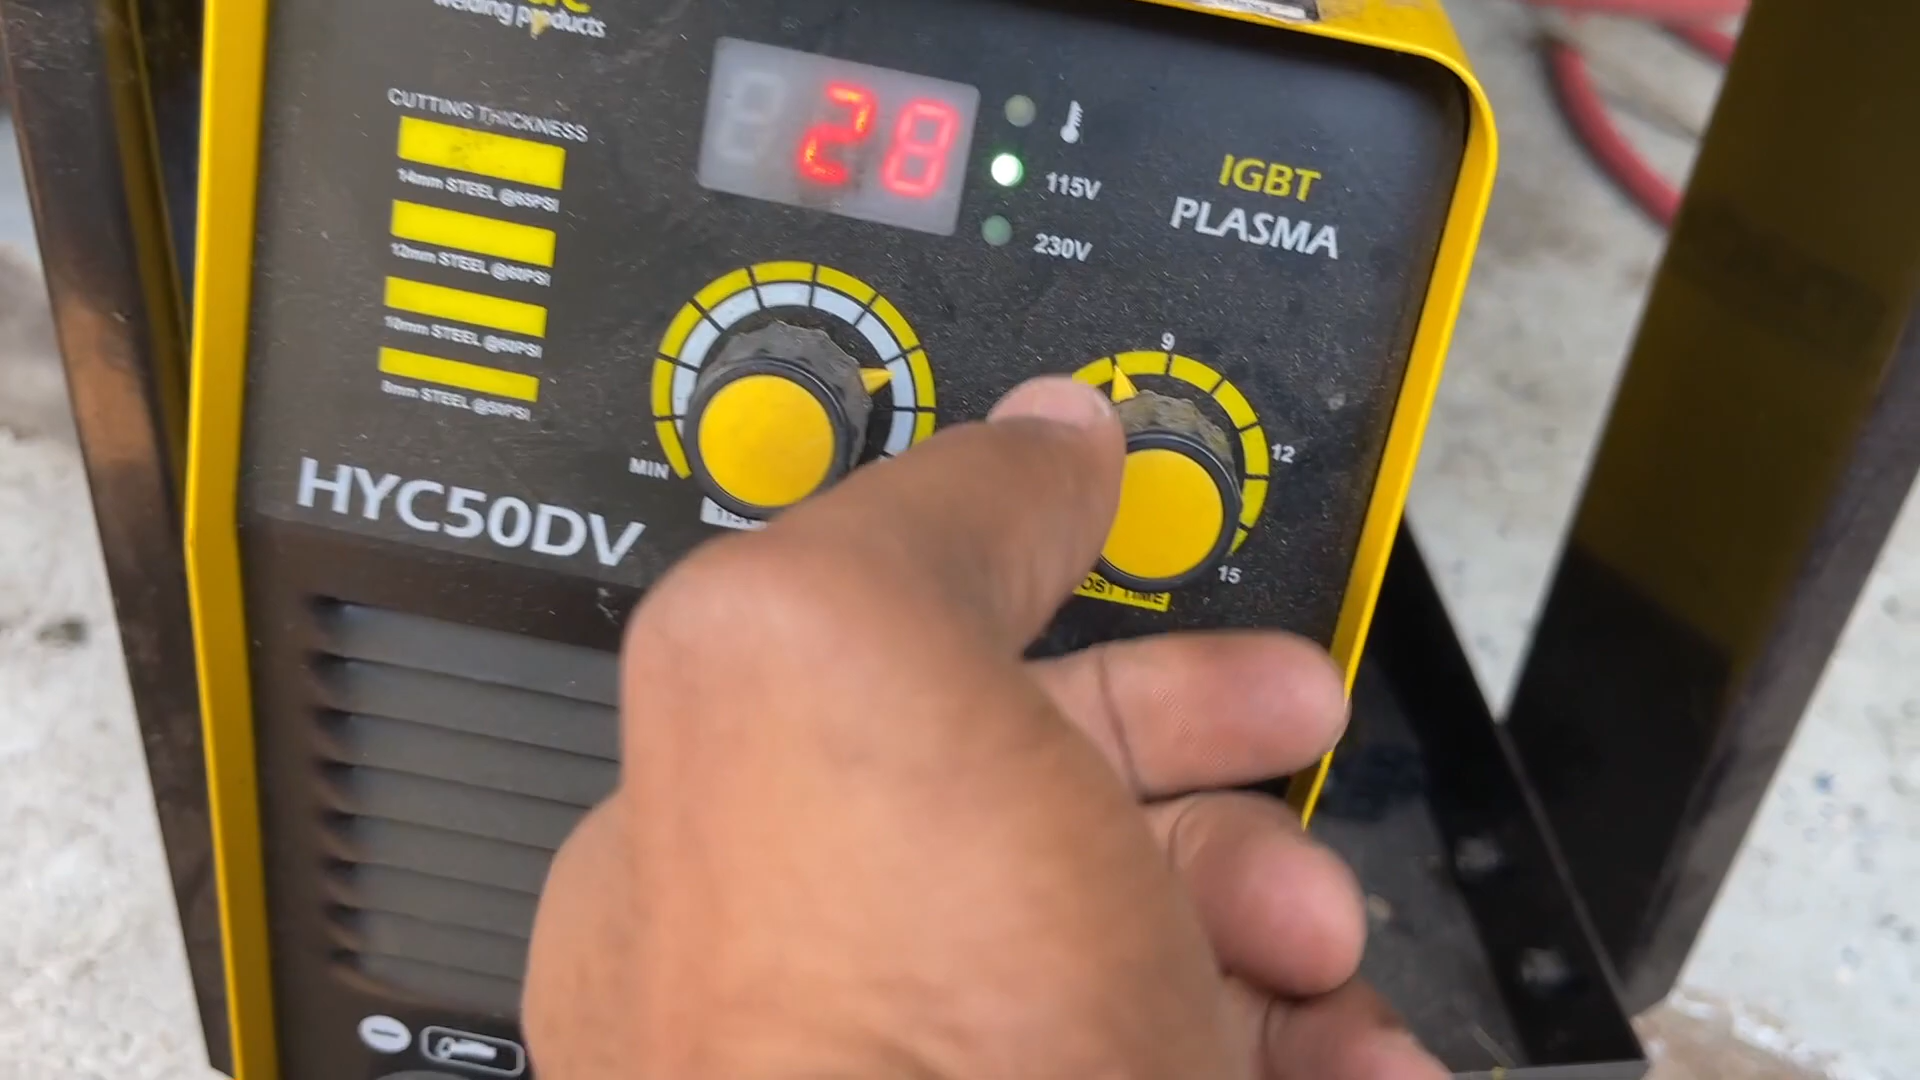 welding products
28
CUTTING THICKNESS
14mm STEEL @65PSI
12mm STEEL @60PSI
10mm STEEL @60PSI
8mm STEEL @50PSI
115V
230V
IGBT
PLASMA
9
12
15
MIN
HYC50DV
TIME